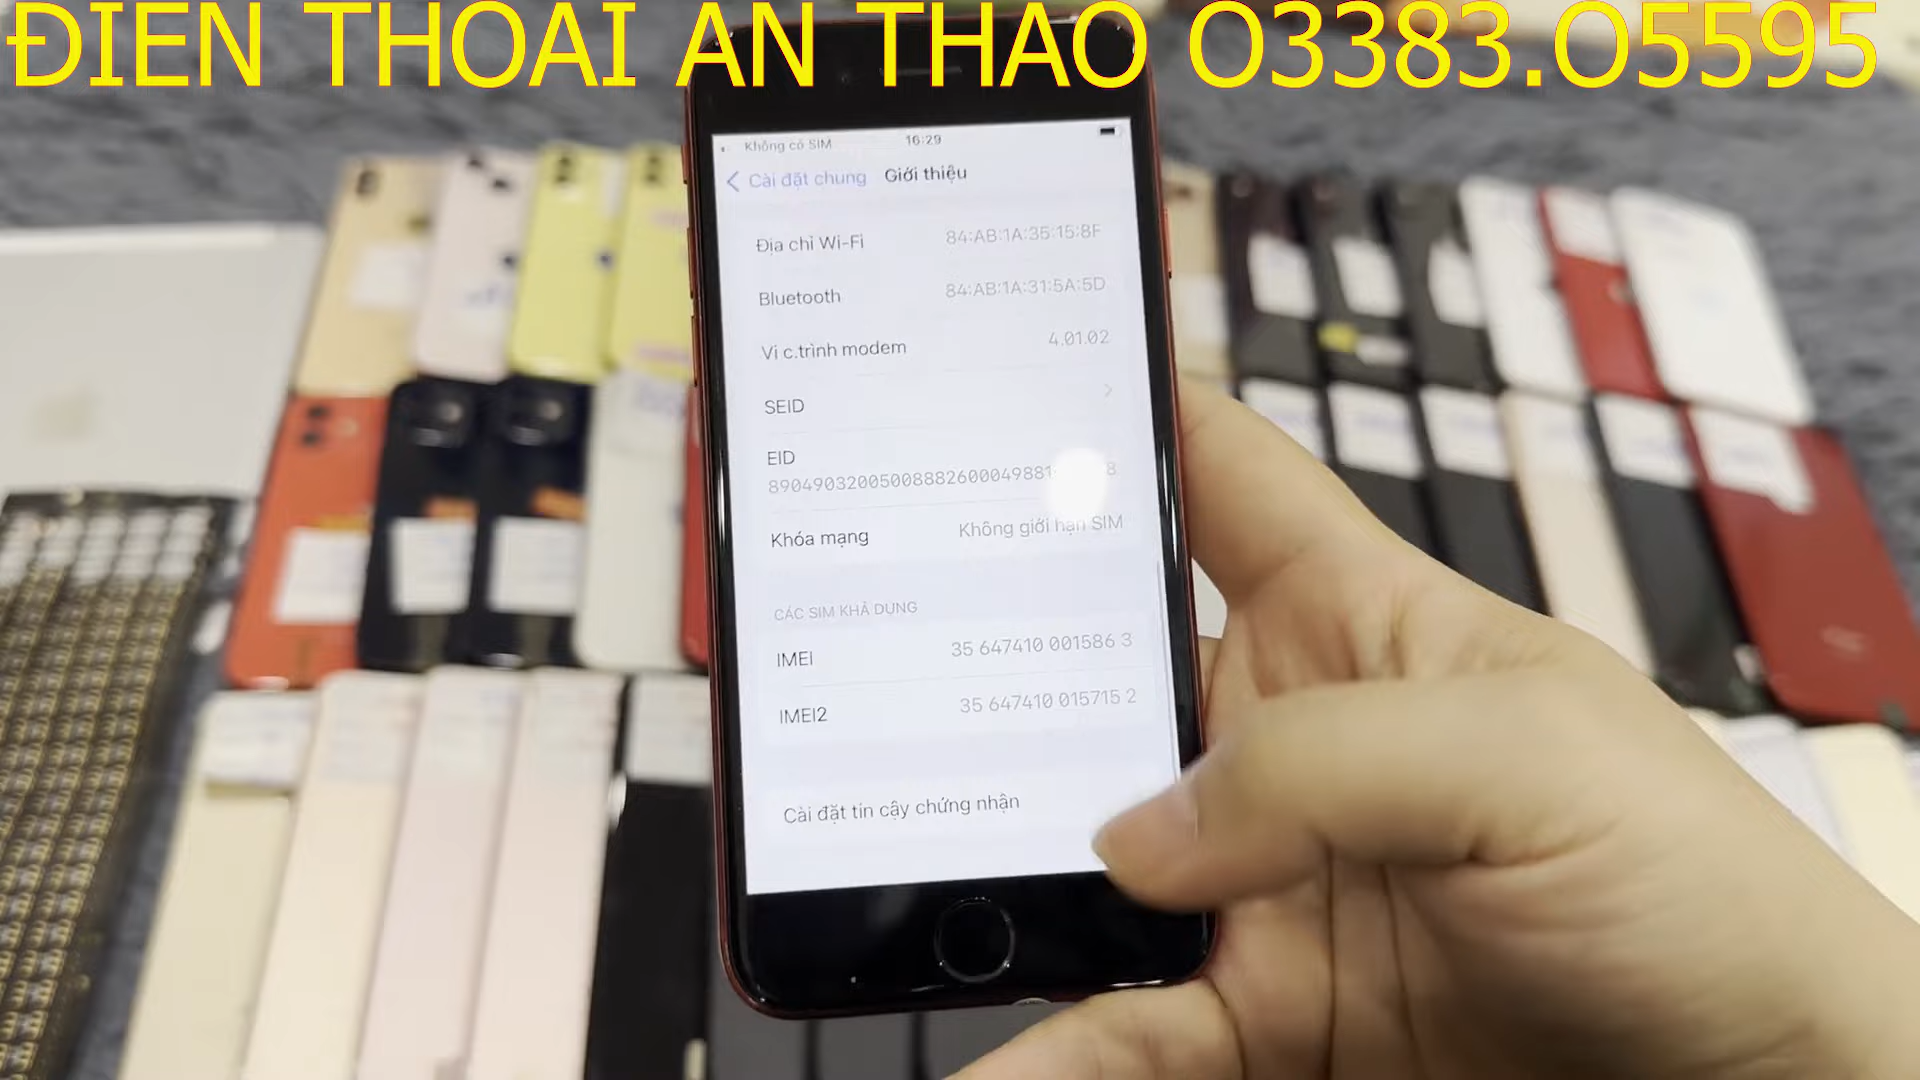 ĐIEN THOAI AN THAO O3383.O5595
Không có SIM 16:29
Cài đặt chung Giới thiệu
Địa chỉ Wi-Fi 84:AB:1A:35:15:8F
Bluetooth 84:AB:1A:31:5A:5D
Vi c.trình modem 4.01.02
SEID
EID
Khóa mạng Không giới hạn SIM
CÁC SIM KHẢ DỤNG
IMEI 35 647410 001586 3
IMEI2 35 647410 015715 2
Cài đặt tin cậy chứng nhận